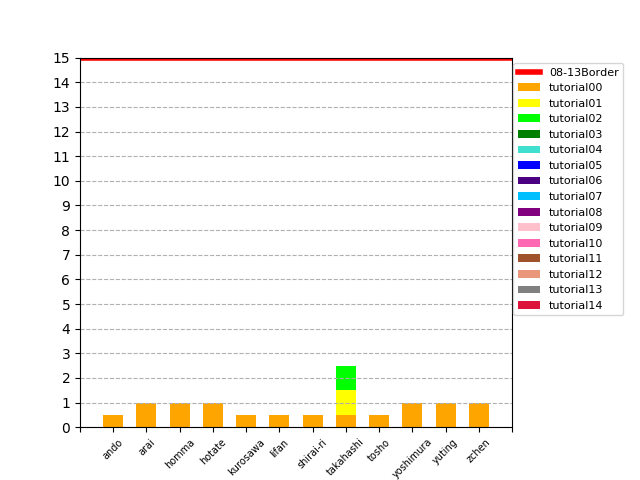 15
14
13
12
11
10
9
8
7
6
5
4
3
2
1
0
ando
arai
homma
hotate
kurosawa
lifan
shirai-ri
takahashi
tosho
yoshimura
yuting
zchen
08-13Border
tutorial00
tutorial01
tutorial02
tutorial03
tutorial04
tutorial05
tutorial06
tutorial07
tutorial08
tutorial09
tutorial10
tutorial11
tutorial12
tutorial13
tutorial14